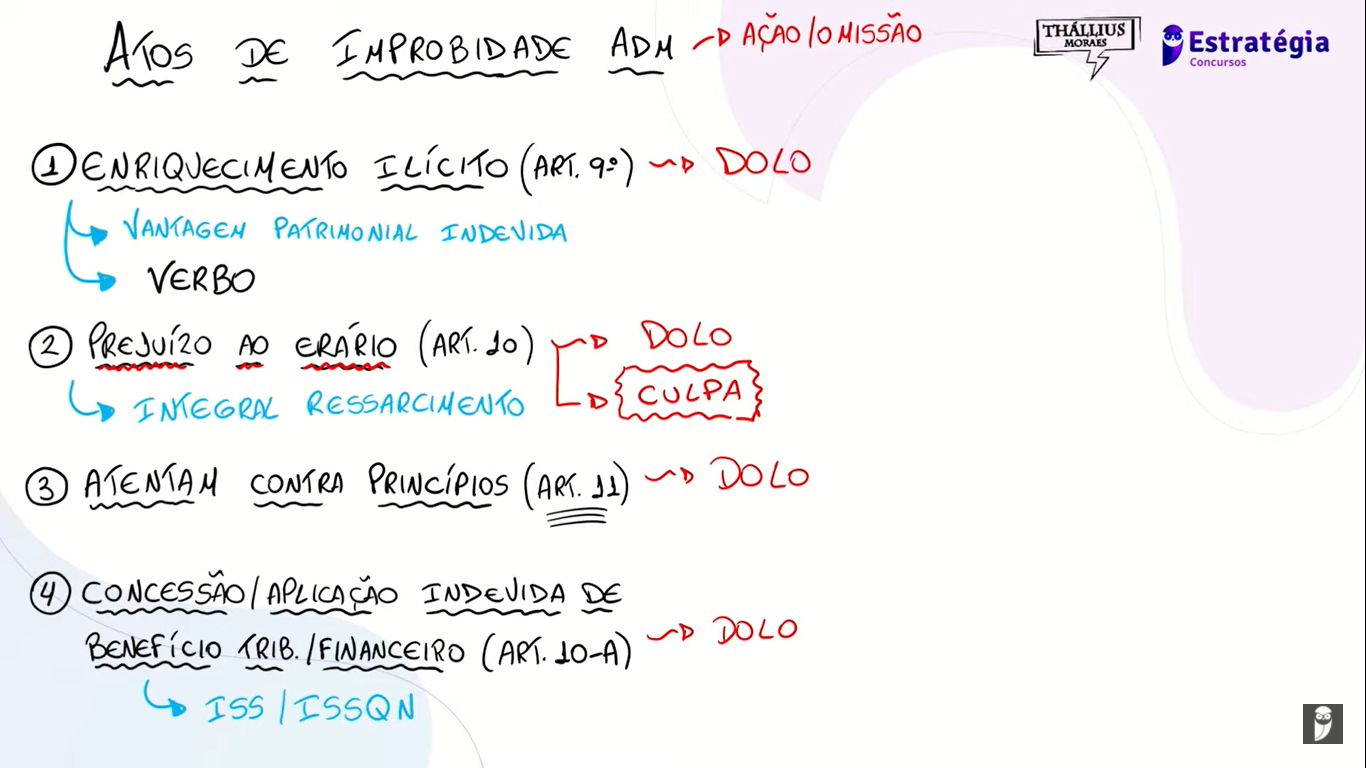 ATOS DE IMPROBIDADE ADM → AÇÃO/OMISSÃO
THÁLLIUS
MORAES
Estratégia
Concursos
1 ENRIQUECIMENTO ILÍCITO (ART. 9º) → DOLO
VANTAGEM PATRIMONIAL INDEVIDA
VERBO
2 PREJUÍZO AO ERÁRIO (ART. 10) → DOLO
→ CULPA
INTEGRAL RESSARCIMENTO
3 ATENTAM CONTRA PRINCÍPIOS (ART. 11) → DOLO
4 CONCESSÃO/APLICAÇÃO INDEVIDA DE
BENEFÍCIO TRIB./FINANCEIRO (ART. 10-A) → DOLO
ISS/ISSQN